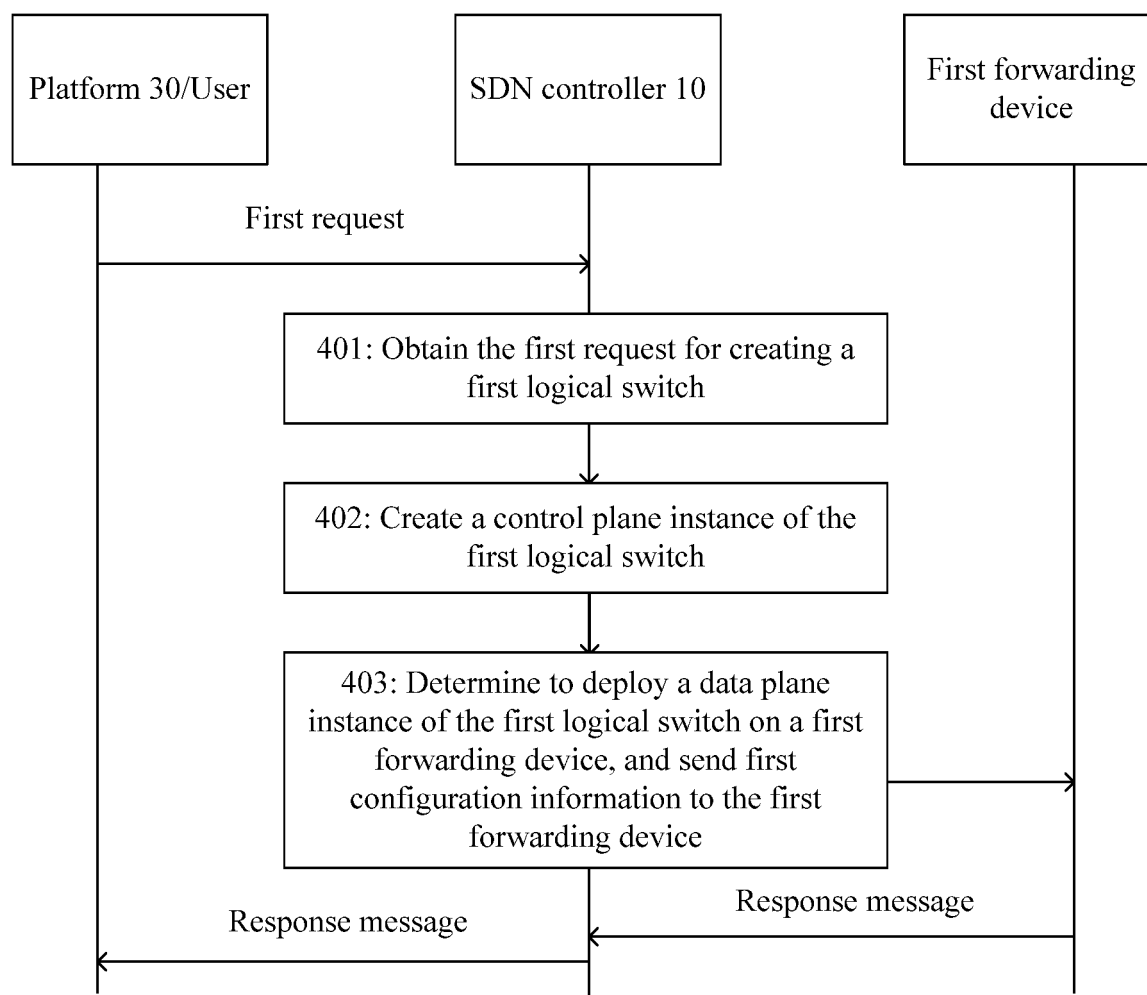 Platform 30/User
SDN controller 10
First forwarding
device
First request
401: Obtain the first request for creating a
first logical switch
402: Create a control plane instance of the
first logical switch
403: Determine to deploy a data plane
instance of the first logical switch on a first
forwarding device, and send first
configuration information to the first
forwarding device
Response message
Response message